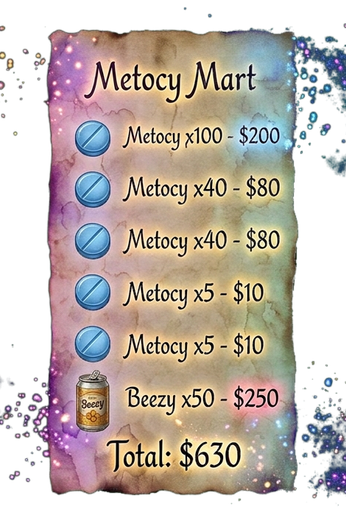 Metocy Mart
Metocy x100 - $200
Metocy x40 - $80
Metocy x40 - $80
Metocy x5 - $10
Metocy x5 - $10
Beezy
Beezy x50 - $250
Total: $630